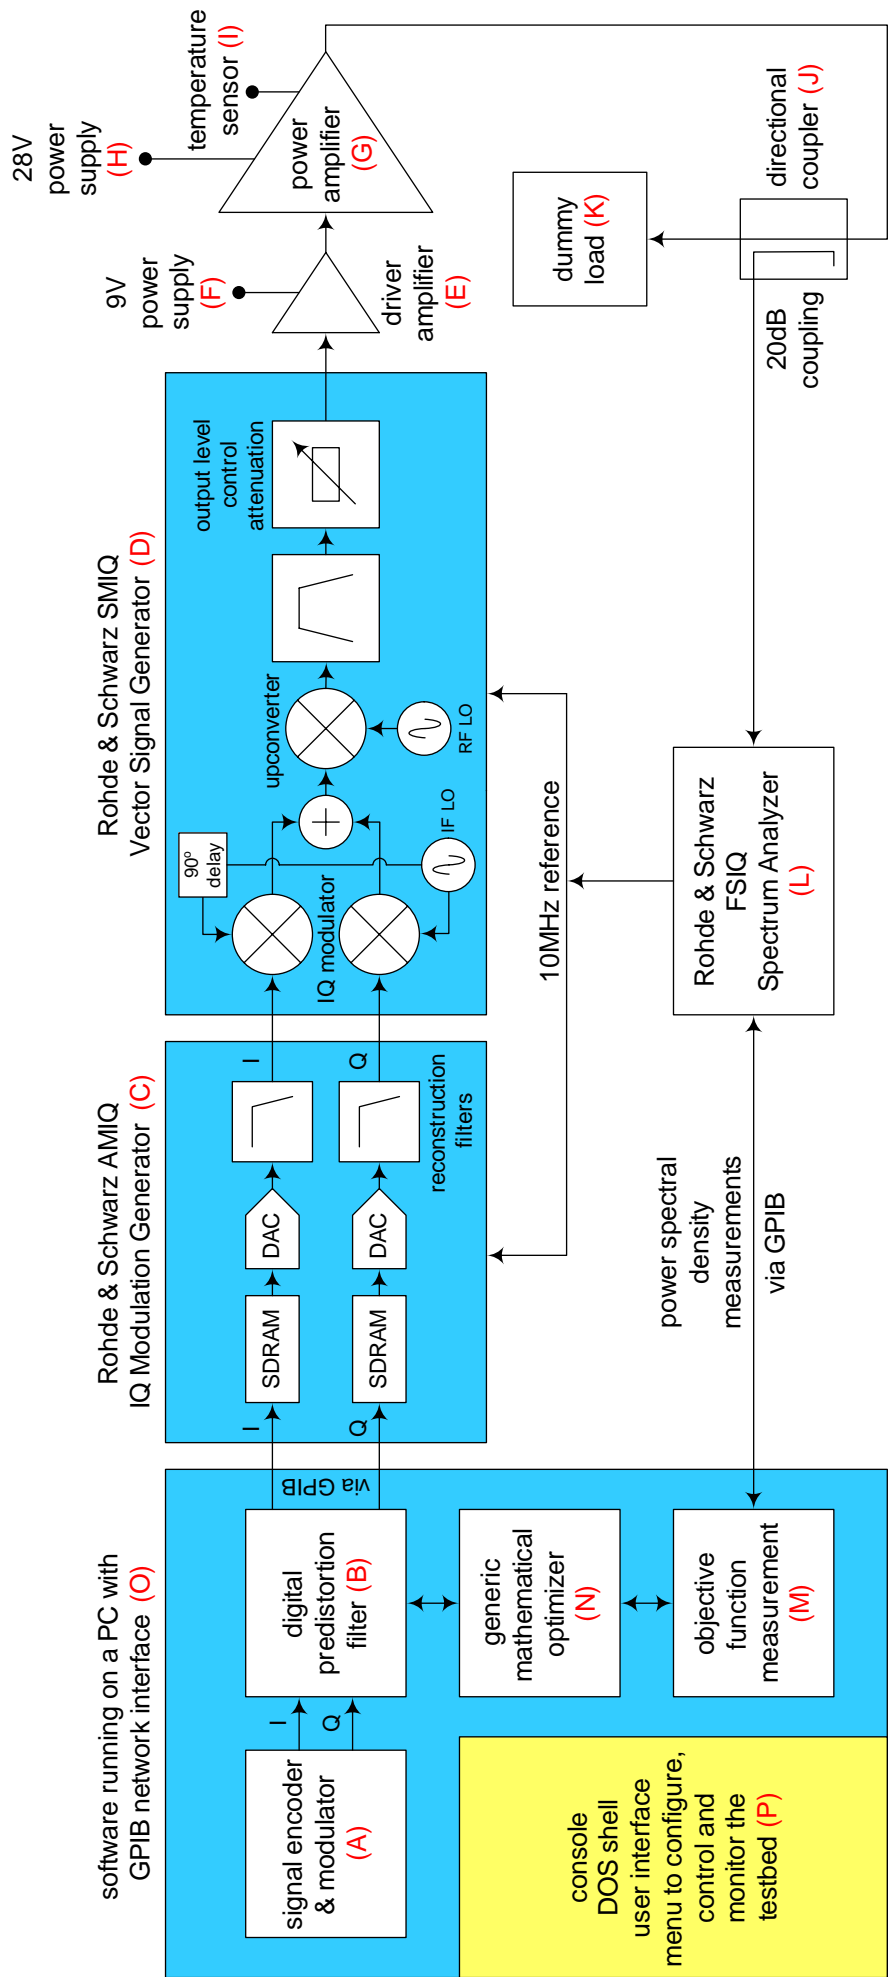 software running on a PC with
GPIB network interface (O)
signal encoder
& modulator
(A)
I
Q
digital
predistortion
filter (B)
via GPIB
generic
mathematical
optimizer
(N)
objective
function
measurement
(M)
console
DOS shell
user interface
menu to configure,
control and
monitor the
testbed (P)
Rohde & Schwarz AMIQ
IQ Modulation Generator (C)
I
Q
SDRAM
SDRAM
DAC
DAC
reconstruction
filters
I
Q
Rohde & Schwarz SMIQ
Vector Signal Generator (D)
90º
delay
IQ modulator
IF LO
upconverter
RF LO
output level
control
attenuation
9V
power
supply
(F)
driver
amplifier
(E)
28V
power
supply
(H)
temperature
sensor (I)
power
amplifier
(G)
10MHz reference
power spectral
density
measurements
via GPIB
Rohde & Schwarz
FSIQ
Spectrum Analyzer
(L)
20dB
coupling
dummy
load (K)
directional
coupler (J)